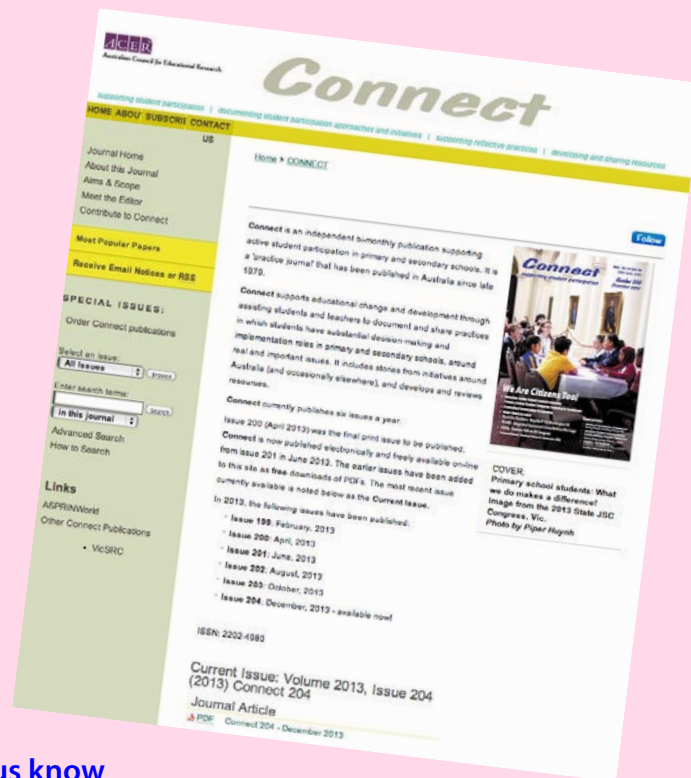 ACER
Australian Council for Educational Research
Connect
supporting student participation | documenting student participation approaches and initiatives | supporting reflective practices | developing and sharing resources
HOME ABOU SUBSCRIE CONTACT
US
Home > CONNECT
Journal Home
About this Journal
Aims & Scope
Meet the Editor
Contribute to Connect
Most Popular Papers
Receive Email Notices or RSS
SPECIAL ISSUES:
Order Connect publications
Select an issue:
All Issues
Browse
Enter search terms:
Search
in this journal
Advanced Search
How to Search
Links
ASPRINWorld
Other Connect Publications
• VicSRC
Follow
Connect is an independent bi-monthly publication supporting
active student participation in primary and secondary schools. It is
a 'practice journal' that has been published in Australia since late
1979.
Connect supports educational change and development through
assisting students and teachers to document and share practices
in which students have substantial decision-making and
implementation roles in primary and secondary schools, around
real and important issues. It includes stories from initiatives around
Australia (and occasionally elsewhere), and develops and reviews
resources.
Connect currently publishes six issues a year.
Issue 200 (April 2013) was the final print issue to be published.
Connect is now published electronically and freely available on-line
from issue 201 in June 2013. The earlier issues have been added
to this site as free downloads of PDFs. The most recent issue
currently available is noted below as the Current Issue.
In 2013, the following issues have been published:
Issue 199: February, 2013
Issue 200: April, 2013
Issue 201: June, 2013
Issue 202: August, 2013
Issue 203: October, 2013
Issue 204: December, 2013 - available now!
ISSN: 2202-4980
Connect
supporting student participation
Number 204
December 2013
We Are Citizens Too!
COVER:
Primary school students: What
we do makes a difference!
Image from the 2013 State JSC
Congress, Vic.
Photo by Piper Huynh
Current Issue: Volume 2013, Issue 204
(2013) Connect 204
Journal Article
PDF Connect 204 - December 2013
us know